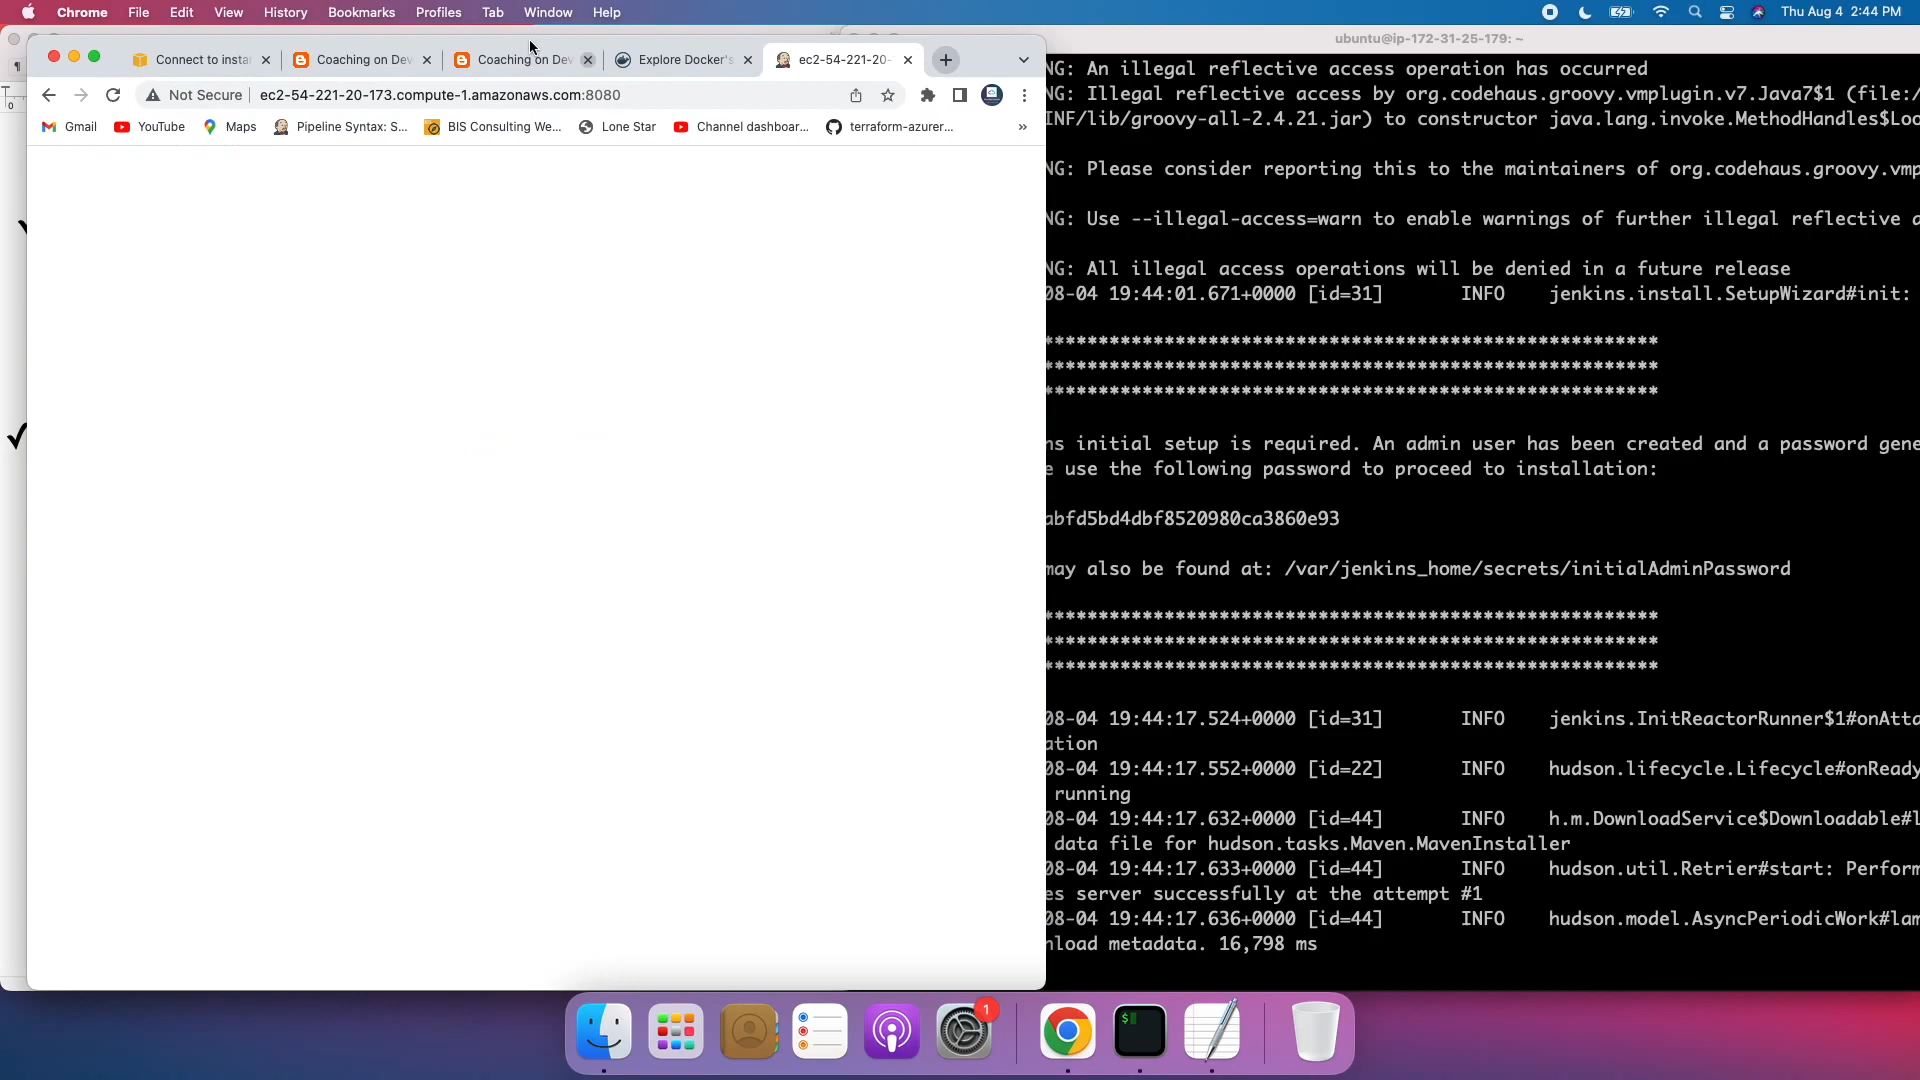 Chrome File Edit View History Bookmarks Profiles Tab Window Help
Thu Aug 4 2:44 PM
Connect to insta
Coaching on Dev
Coaching on Dev
Explore Docker's
ec2-54-221-20-
Not Secure ec2-54-221-20-173.compute-1.amazonaws.com:8080
Gmail YouTube Maps Pipeline Syntax: S... BIS Consulting We... Lone Star Channel dashboar... terraform-azurer... »
ubuntu@ip-172-31-25-179: ~
NG: An illegal reflective access operation has occurred
NG: Illegal reflective access by org.codehaus.groovy.vmplugin.v7.Java7$1 (file:/
INF/lib/groovy-all-2.4.21.jar) to constructor java.lang.invoke.MethodHandles$Loo
NG: Please consider reporting this to the maintainers of org.codehaus.groovy.vmp
NG: Use --illegal-access=warn to enable warnings of further illegal reflective a
NG: All illegal access operations will be denied in a future release
08-04 19:44:01.671+0000 [id=31] INFO jenkins.install.SetupWizard#init:
********************************************************
********************************************************
********************************************************
ns initial setup is required. An admin user has been created and a password gene
e use the following password to proceed to installation:
abfd5bd4dbf8520980ca3860e93
may also be found at: /var/jenkins_home/secrets/initialAdminPassword
********************************************************
********************************************************
********************************************************
08-04 19:44:17.524+0000 [id=31] INFO jenkins.InitReactorRunner$1#onAtta
ation
08-04 19:44:17.552+0000 [id=22] INFO hudson.lifecycle.Lifecycle#onReady
running
08-04 19:44:17.632+0000 [id=44] INFO h.m.DownloadService$Downloadable#l
data file for hudson.tasks.Maven.MavenInstaller
08-04 19:44:17.633+0000 [id=44] INFO hudson.util.Retrier#start: Perform
es server successfully at the attempt #1
08-04 19:44:17.636+0000 [id=44] INFO hudson.model.AsyncPeriodicWork#lam
nload metadata. 16,798 ms
1